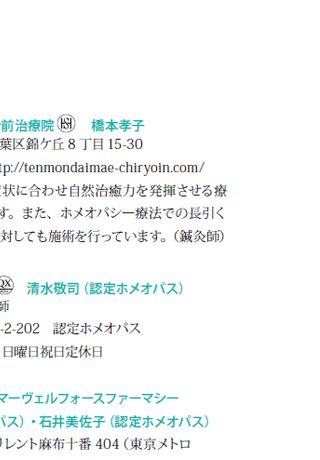 前治療院 HSI 橋本孝子
葉区錦ケ丘 8 丁目 15-30
tp://tenmondaimae-chiryoin.com/
状に合わせ自然治癒力を発揮させる療
す。また、ホメオパシー療法での長引く
対しても施術を行っています。（鍼灸師）
QX 清水敬司（認定ホメオパス）
師
-2-202 認定ホメオパス
日曜日祝日定休日
マーヴェルフォースファーマシー
パス）・石井美佐子（認定ホメオパス）
リレント麻布十番 404（東京メトロ